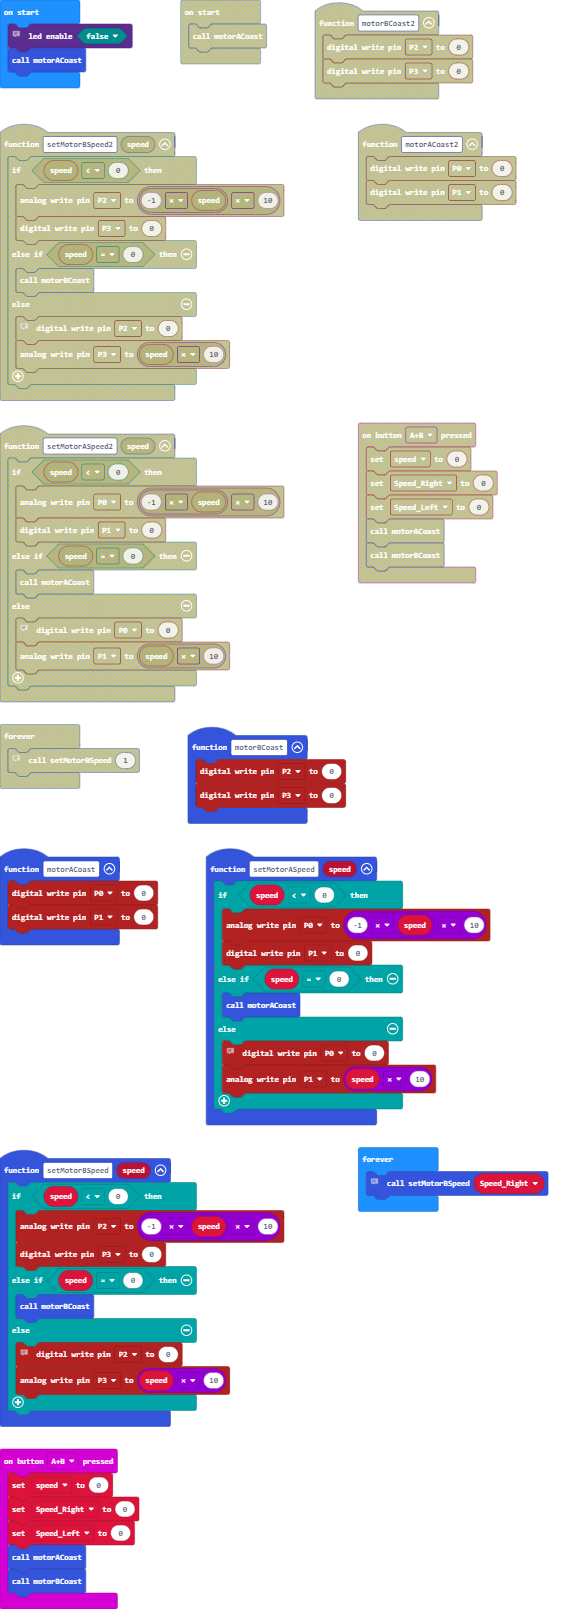 on start
led enable false
call motorACoast
on start
call motorACoast
function motorBCoast2
digital write pin P2 to 0
digital write pin P3 to 0
function setMotorBSpeed2 speed
if speed < 0 then
analog write pin P2 to -1 × speed × 10
digital write pin P3 to 0
else if speed = 0 then
call motorBCoast
else
digital write pin P2 to 0
analog write pin P3 to speed × 10
function motorACoast2
digital write pin P0 to 0
digital write pin P1 to 0
function setMotorASpeed2 speed
if speed < 0 then
analog write pin P0 to -1 × speed × 10
digital write pin P1 to 0
else if speed = 0 then
call motorACoast
else
digital write pin P0 to 0
analog write pin P1 to speed × 10
on button A+B pressed
set speed to 0
set Speed_Right to 0
set Speed_Left to 0
call motorACoast
call motorBCoast
forever
call setMotorBSpeed 1
function motorBCoast
digital write pin P2 to 0
digital write pin P3 to 0
function motorACoast
digital write pin P0 to 0
digital write pin P1 to 0
function setMotorASpeed speed
if speed < 0 then
analog write pin P0 to -1 × speed × 10
digital write pin P1 to 0
else if speed = 0 then
call motorACoast
else
digital write pin P0 to 0
analog write pin P1 to speed × 10
function setMotorBSpeed speed
if speed < 0 then
analog write pin P2 to -1 × speed × 10
digital write pin P3 to 0
else if speed = 0 then
call motorBCoast
else
digital write pin P2 to 0
analog write pin P3 to speed × 10
forever
call setMotorBSpeed Speed_Right
on button A+B pressed
set speed to 0
set Speed_Right to 0
set Speed_Left to 0
call motorACoast
call motorBCoast